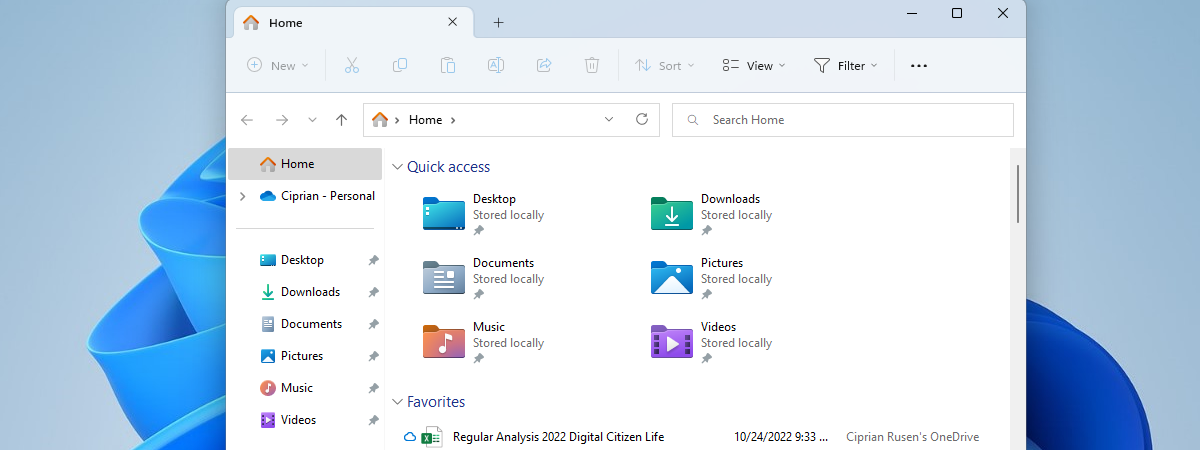 Home
New
Sort
View
Filter
Home
Search Home
Home
Ciprian - Personal
Desktop
Downloads
Documents
Pictures
Music
Videos
Quick access
Desktop
Stored locally
Downloads
Stored locally
Documents
Stored locally
Pictures
Stored locally
Music
Stored locally
Videos
Stored locally
Favorites
Regular Analysis 2022 Digital Citizen Life 10/24/2022 9:33 ... Ciprian Rusen's OneDrive